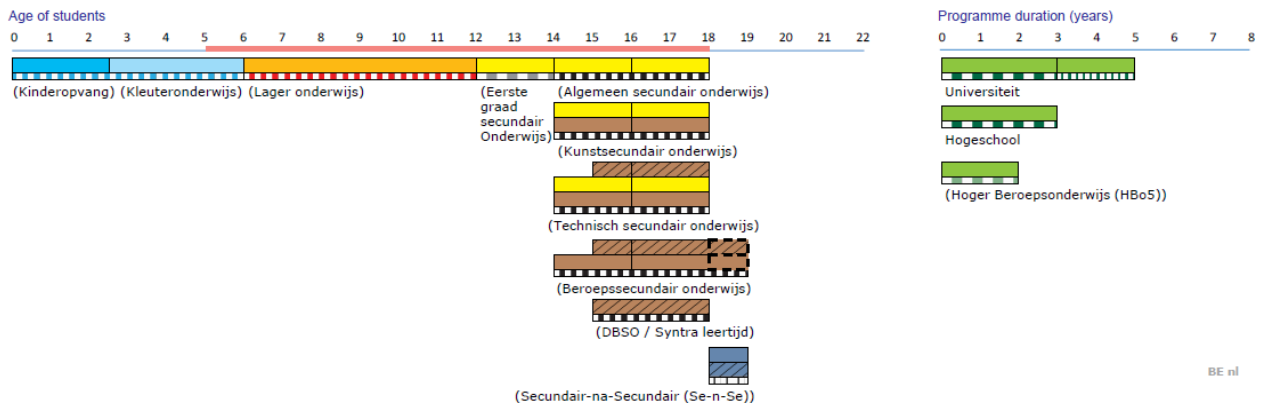 Age of students
Programme duration (years)
0 1 2 3 4 5 6 7 8 9 10 11 12 13 14 15 16 17 18 19 20 21 22
0 1 2 3 4 5 6 7 8
(Kinderopvang)
(Kleuteronderwijs)
(Lager onderwijs)
(Eerste
graad
secundair
Onderwijs)
(Algemeen secundair onderwijs)
(Kunstsecundair onderwijs)
(Technisch secundair onderwijs)
(Beroepssecundair onderwijs)
(DBSO / Syntra leertijd)
(Secundair-na-Secundair (Se-n-Se))
Universiteit
Hogeschool
(Hoger Beroepsonderwijs (HBo5))
BE nl